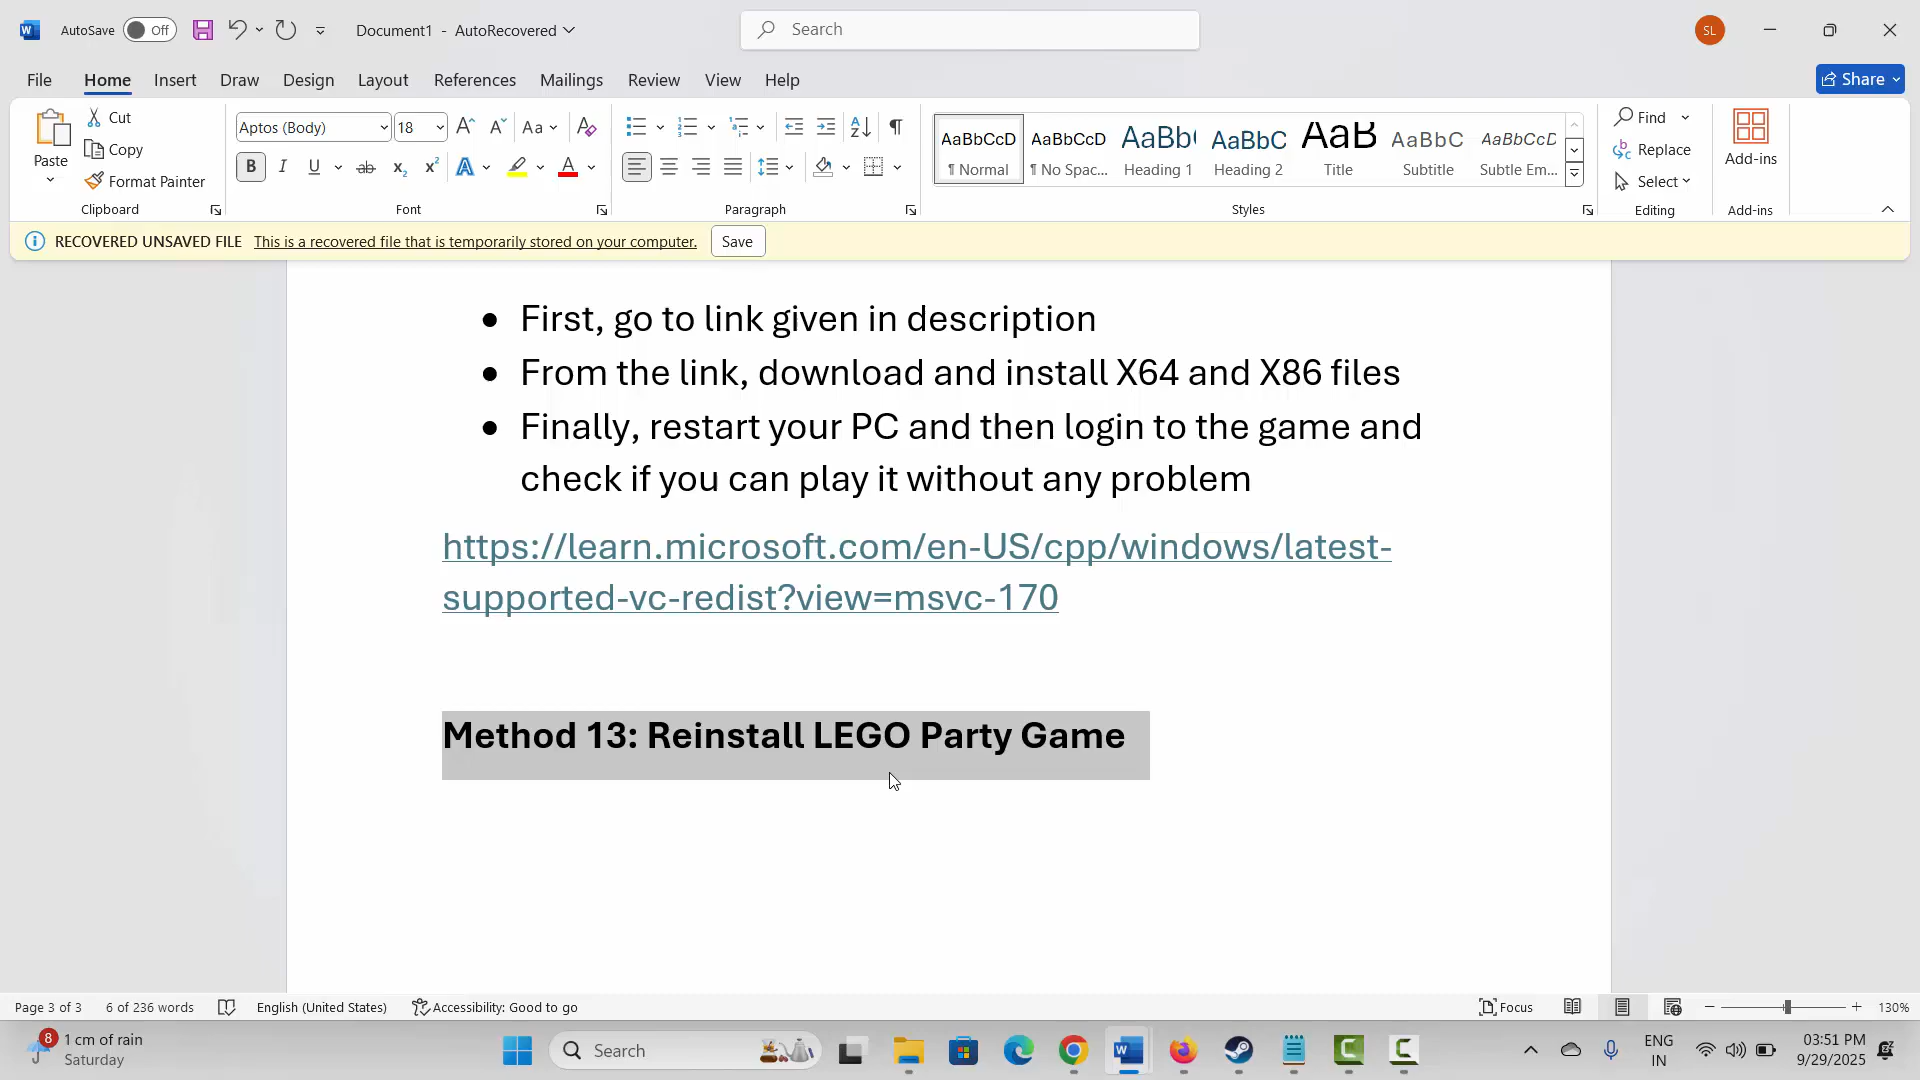 AutoSave Off Document1 - AutoRecovered Search SL
File Home Insert Draw Design Layout References Mailings Review View Help Share
Paste Cut Copy Format Painter Clipboard
Aptos (Body) 18 Font
Paragraph
AaBbCcD AaBbCcD AaBb( AaBbC AaB AaBbC AaBbCcD
¶ Normal ¶ No Spac... Heading 1 Heading 2 Title Subtitle Subtle Em...
Styles
Find Replace Select Editing
Add-ins Add-ins
RECOVERED UNSAVED FILE This is a recovered file that is temporarily stored on your computer. Save
• First, go to link given in description
• From the link, download and install X64 and X86 files
• Finally, restart your PC and then login to the game and
check if you can play it without any problem
https://learn.microsoft.com/en-US/cpp/windows/latest-
supported-vc-redist?view=msvc-170
Method 13: Reinstall LEGO Party Game
Page 3 of 3 6 of 236 words English (United States) Accessibility: Good to go Focus 130%
8 1 cm of rain
Saturday
Search
ENG
IN
03:51 PM
9/29/2025